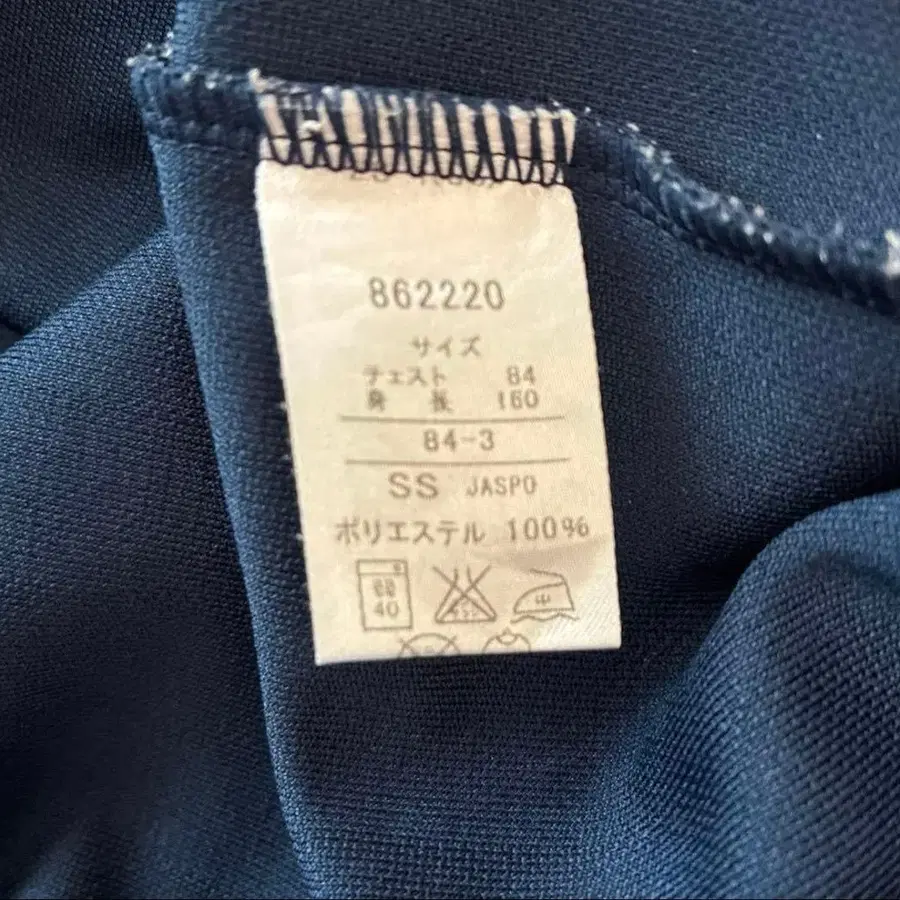 862220
サイズ
チェスト 84
身長 160
84-3
SS JASPO
ポリエステル 100%
40
中